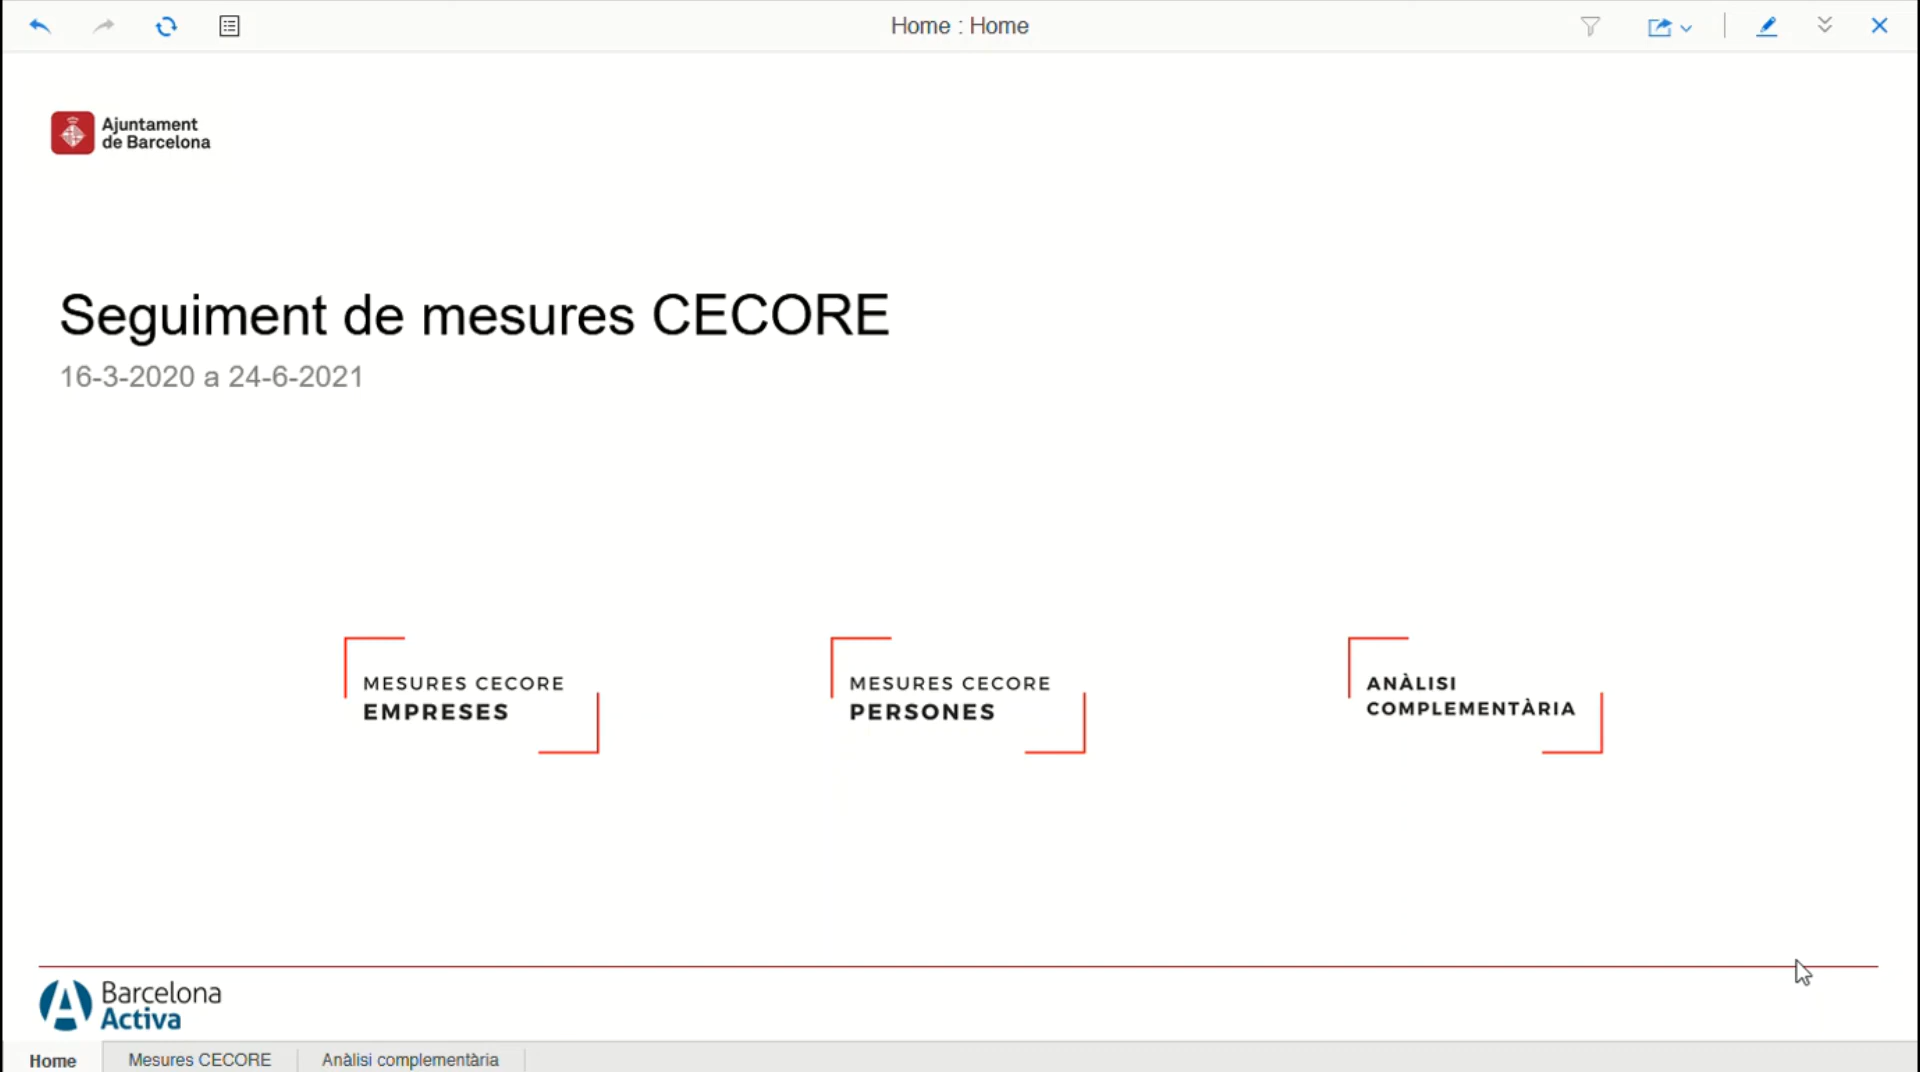 Home : Home
Ajuntament
de Barcelona
Seguiment de mesures CECORE
16-3-2020 a 24-6-2021
MESURES CECORE
EMPRESES
MESURES CECORE
PERSONES
ANÀLISI
COMPLEMENTÀRIA
Barcelona
Activa
Home
Mesures CECORE
Anàlisi complementària